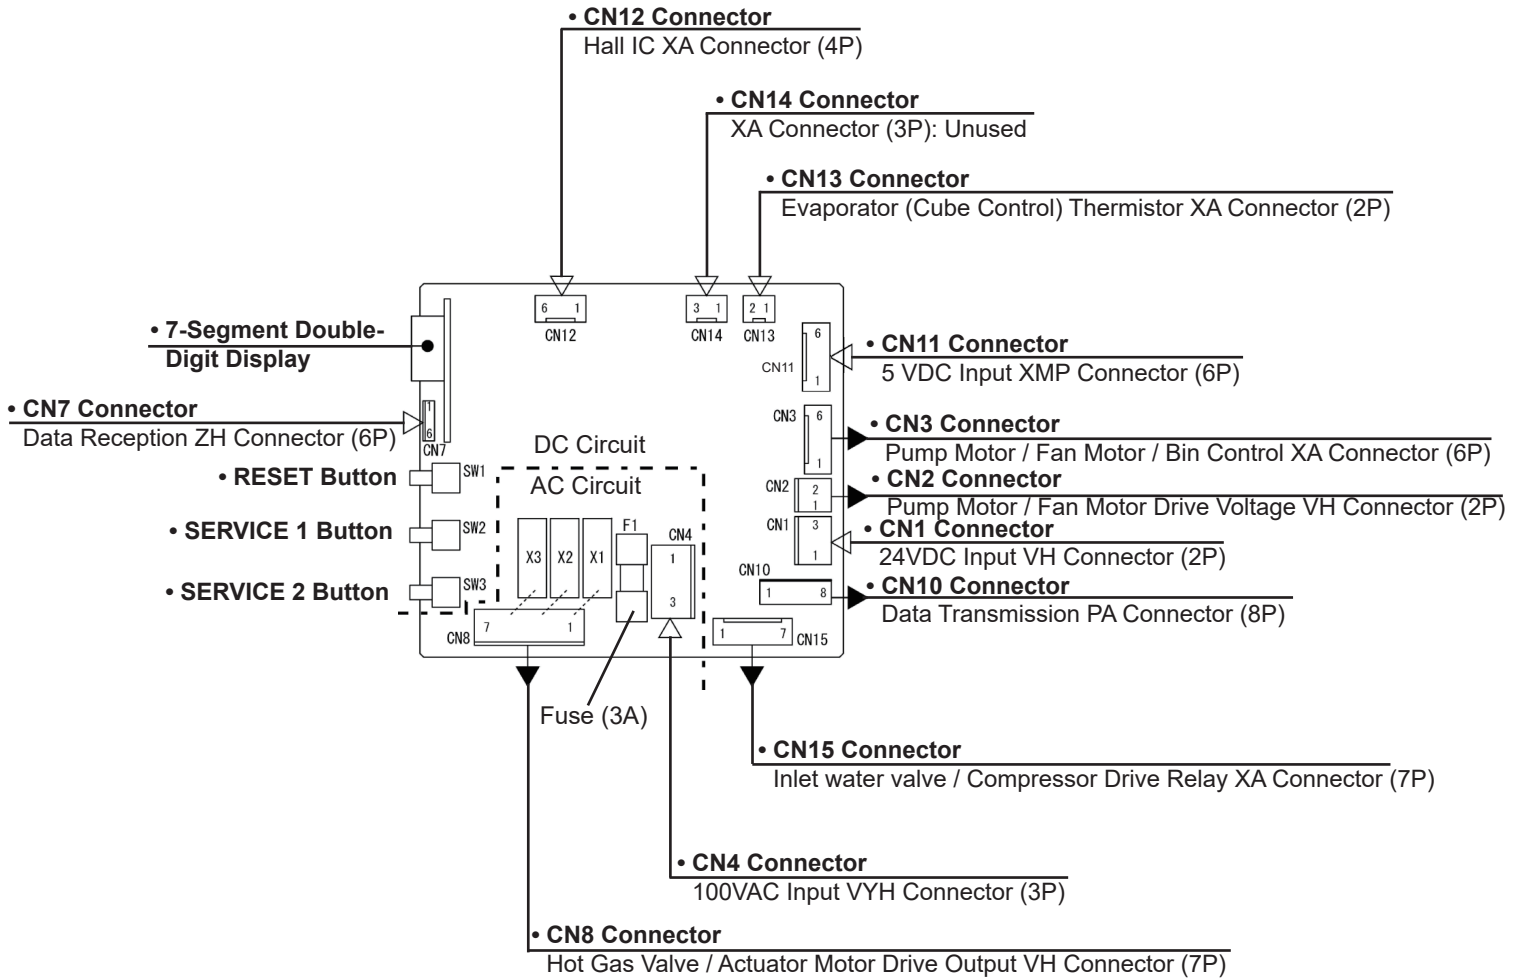 • CN12 Connector
Hall IC XA Connector (4P)
• CN14 Connector
XA Connector (3P): Unused
• CN13 Connector
Evaporator (Cube Control) Thermistor XA Connector (2P)
6 1
CN12
3 1
CN14
2 1
CN13
• 7-Segment Double-
Digit Display
6
CN11
1
• CN11 Connector
5 VDC Input XMP Connector (6P)
• CN7 Connector
Data Reception ZH Connector (6P)
1
6
CN7
CN3
6
1
• CN3 Connector
Pump Motor / Fan Motor / Bin Control XA Connector (6P)
DC Circuit
AC Circuit
• RESET Button
SW1
CN2
2
1
• CN2 Connector
Pump Motor / Fan Motor Drive Voltage VH Connector (2P)
• SERVICE 1 Button
SW2
CN1
3
1
• CN1 Connector
24VDC Input VH Connector (2P)
X3
X2
X1
F1
CN4
1
3
• SERVICE 2 Button
SW3
CN10
1 8
• CN10 Connector
Data Transmission PA Connector (8P)
CN8
7 1
1 7
CN15
Fuse (3A)
• CN15 Connector
Inlet water valve / Compressor Drive Relay XA Connector (7P)
• CN4 Connector
100VAC Input VYH Connector (3P)
• CN8 Connector
Hot Gas Valve / Actuator Motor Drive Output VH Connector (7P)